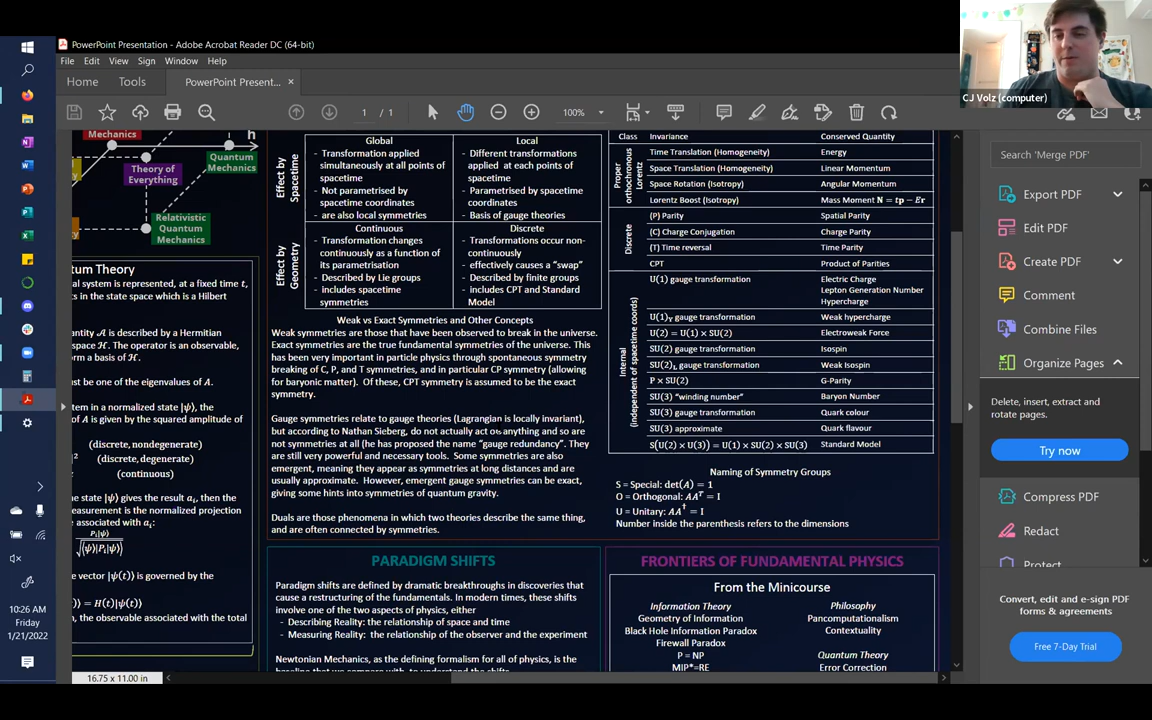 PowerPoint Presentation - Adobe Acrobat Reader DC (64-bit)
File Edit View Sign Window Help
Home Tools PowerPoint Present... ×
1 / 1 100%
CJ Volz (computer)
Mechanics
h
Quantum
Mechanics
Theory of
Everything
Relativistic
Quantum
Mechanics
tum Theory
al system is represented, at a fixed time t,
ts in the state space which is a Hilbert
antity 𝒜 is described by a Hermitian
space ℋ. The operator is an observable,
orm a basis of ℋ.
ust be one of the eigenvalues of A.
tem in a normalized state |ψ⟩, the
of A is given by the squared amplitude of
(discrete, nondegenerate)
|² (discrete, degenerate)
(continuous)
he state |ψ⟩ gives the result aᵢ, then the
easurement is the normalized projection
e associated with aᵢ:
Pᵢ|ψ⟩
√(⟨ψ|Pᵢ|ψ⟩)
e vector |ψ(t)⟩ is governed by the
)⟩ = H(t)|ψ(t)⟩
), the observable associated with the total
Effect by
Spacetime
Global
- Transformation applied
simultaneously at all points of
spacetime
- Not parametrised by
spacetime coordinates
- are also local symmetries
Local
- Different transformations
applied at each points of
spacetime
- Parametrised by spacetime
coordinates
- Basis of gauge theories
Effect by
Geometry
Continuous
- Transformation changes
continuously as a function of
its parametrisation
- Described by Lie groups
- includes spacetime
symmetries
Discrete
- Transformations occur non-
continuously
- effectively causes a “swap”
- Described by finite groups
- includes CPT and Standard
Model
Weak vs Exact Symmetries and Other Concepts
Weak symmetries are those that have been observed to break in the universe.
Exact symmetries are the true fundamental symmetries of the universe. This
has been very important in particle physics through spontaneous symmetry
breaking of C, P, and T symmetries, and in particular CP symmetry (allowing
for baryonic matter). Of these, CPT symmetry is assumed to be the exact
symmetry.
Gauge symmetries relate to gauge theories (Lagrangian is locally invariant),
but according to Nathan Sieberg, do not actually act on anything and so are
not symmetries at all (he has proposed the name “gauge redundancy”. They
are still very powerful and necessary tools. Some symmetries are also
emergent, meaning they appear as symmetries at long distances and are
usually approximate. However, emergent gauge symmetries can be exact,
giving some hints into symmetries of quantum gravity.
Duals are those phenomena in which two theories describe the same thing,
and are often connected by symmetries.
Class Invariance Conserved Quantity
Proper
orthochronous
Lorentz
Time Translation (Homogeneity) Energy
Space Translation (Homogeneity) Linear Momentum
Space Rotation (Isotropy) Angular Momentum
Lorentz Boost (Isotropy) Mass Moment N = tp − Er
Discrete
(P) Parity Spatial Parity
(C) Charge Conjugation Charge Parity
(T) Time reversal Time Parity
CPT Product of Parities
Internal
(independent of spacetime coords)
U(1) gauge transformation Electric Charge
Lepton Generation Number
Hypercharge
U(1)Y gauge transformation Weak hypercharge
U(2) = U(1) × SU(2) Electroweak Force
SU(2) gauge transformation Isospin
SU(2)L gauge transformation Weak Isospin
P × SU(2) G-Parity
SU(3) “winding number” Baryon Number
SU(3) gauge transformation Quark colour
SU(3) approximate Quark flavour
S(U(2) × U(3)) = U(1) × SU(2) × SU(3) Standard Model
Naming of Symmetry Groups
S = Special: det(A) = 1
O = Orthogonal: AAᵀ = I
U = Unitary: AA† = I
Number inside the parenthesis refers to the dimensions
PARADIGM SHIFTS
Paradigm shifts are defined by dramatic breakthroughs in discoveries that
cause a restructuring of the fundamentals. In modern times, these shifts
involve one of the two aspects of physics, either
- Describing Reality: the relationship of space and time
- Measuring Reality: the relationship of the observer and the experiment
Newtonian Mechanics, as the defining formalism for all of physics, is the
FRONTIERS OF FUNDAMENTAL PHYSICS
From the Minicourse
Information Theory
Geometry of Information
Black Hole Information Paradox
Firewall Paradox
P = NP
MIP*=RE
Philosophy
Pancomputationalism
Contextuality
Quantum Theory
Error Correction
16.75 x 11.00 in
Search 'Merge PDF'
Export PDF
Edit PDF
Create PDF
Comment
Combine Files
Organize Pages
Delete, insert, extract and
rotate pages.
Try now
Compress PDF
Redact
Protect
Convert, edit and e-sign PDF
forms & agreements
Free 7-Day Trial
10:26 AM
Friday
1/21/2022